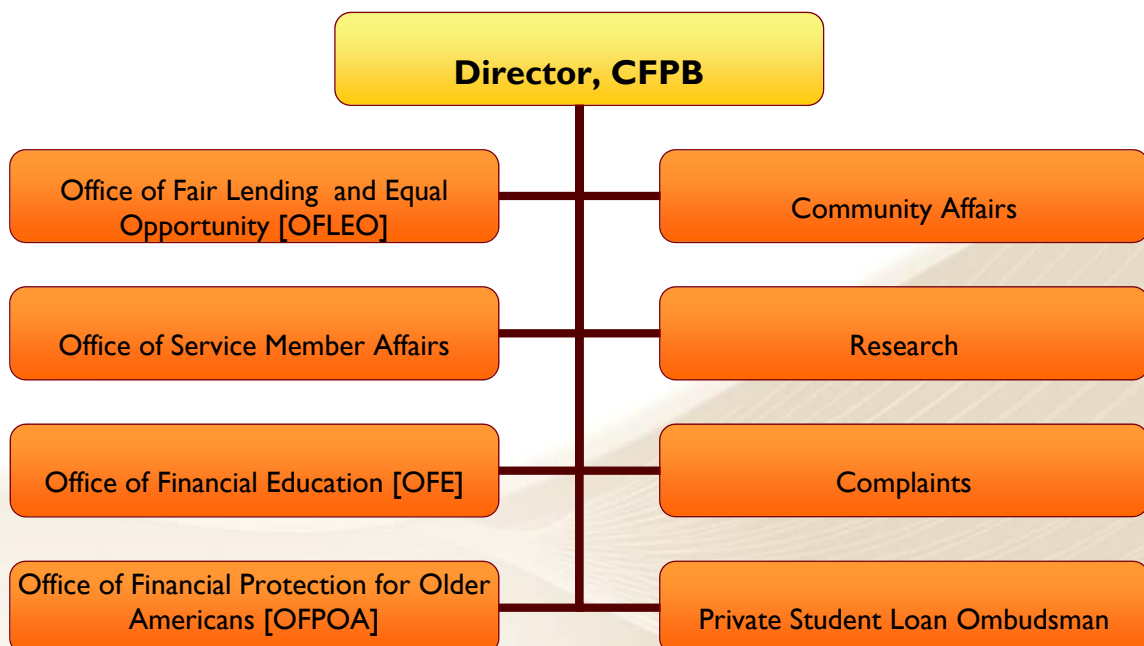 Director, CFPB
Office of Fair Lending and Equal
Opportunity [OFLEO]
Community Affairs
Office of Service Member Affairs
Research
Office of Financial Education [OFE]
Complaints
Office of Financial Protection for Older
Americans [OFPOA]
Private Student Loan Ombudsman